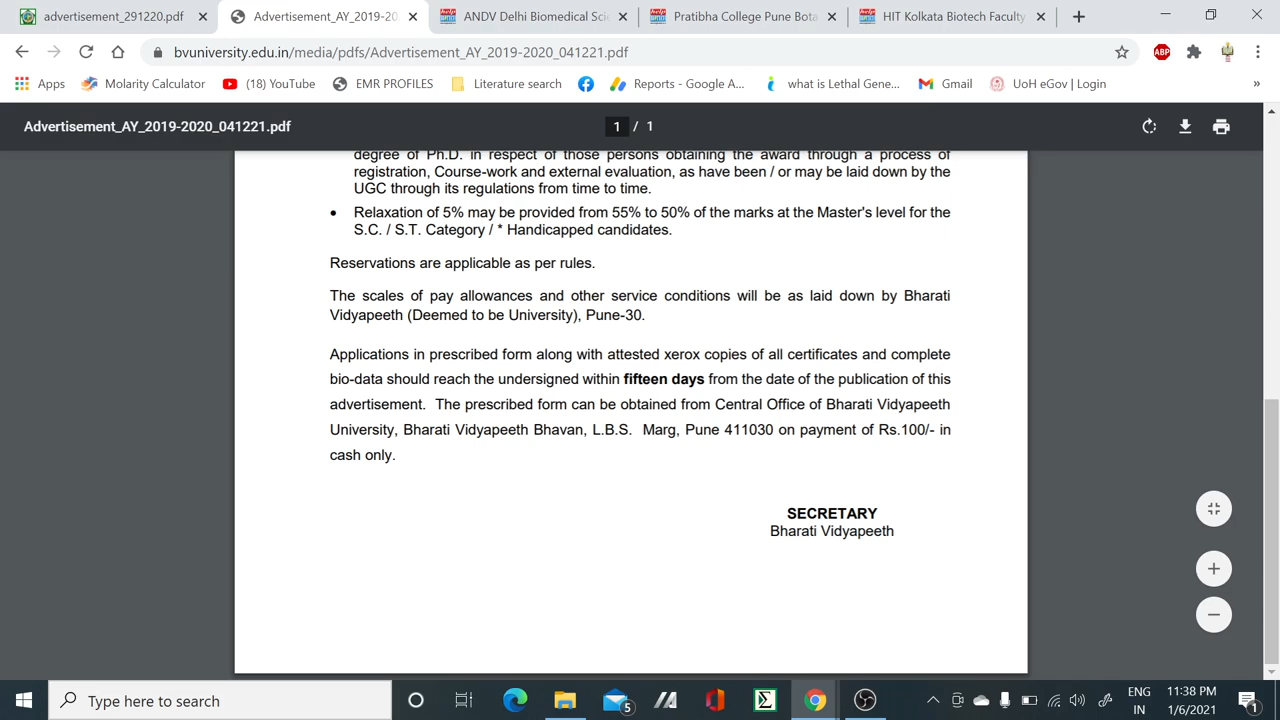 advertisement_291220.pdf
Advertisement_AY_2019-20
ANDV Delhi Biomedical Sci
Pratibha College Pune Bota
HIT Kolkata Biotech Faculty
bvuniversity.edu.in/media/pdfs/Advertisement_AY_2019-2020_041221.pdf
ABP
Apps
Molarity Calculator
(18) YouTube
EMR PROFILES
Literature search
Reports - Google A...
what is Lethal Gene...
Gmail
UoH eGov | Login
»
Advertisement_AY_2019-2020_041221.pdf
1 / 1
degree of Ph.D. in respect of those persons obtaining the award through a process of
registration, Course-work and external evaluation, as have been / or may be laid down by the
UGC through its regulations from time to time.
• Relaxation of 5% may be provided from 55% to 50% of the marks at the Master's level for the
S.C. / S.T. Category / * Handicapped candidates.
Reservations are applicable as per rules.
The scales of pay allowances and other service conditions will be as laid down by Bharati
Vidyapeeth (Deemed to be University), Pune-30.
Applications in prescribed form along with attested xerox copies of all certificates and complete
bio-data should reach the undersigned within fifteen days from the date of the publication of this
advertisement. The prescribed form can be obtained from Central Office of Bharati Vidyapeeth
University, Bharati Vidyapeeth Bhavan, L.B.S. Marg, Pune 411030 on payment of Rs.100/- in
cash only.
SECRETARY
Bharati Vidyapeeth
Type here to search
5
ENG
IN
11:38 PM
1/6/2021
1